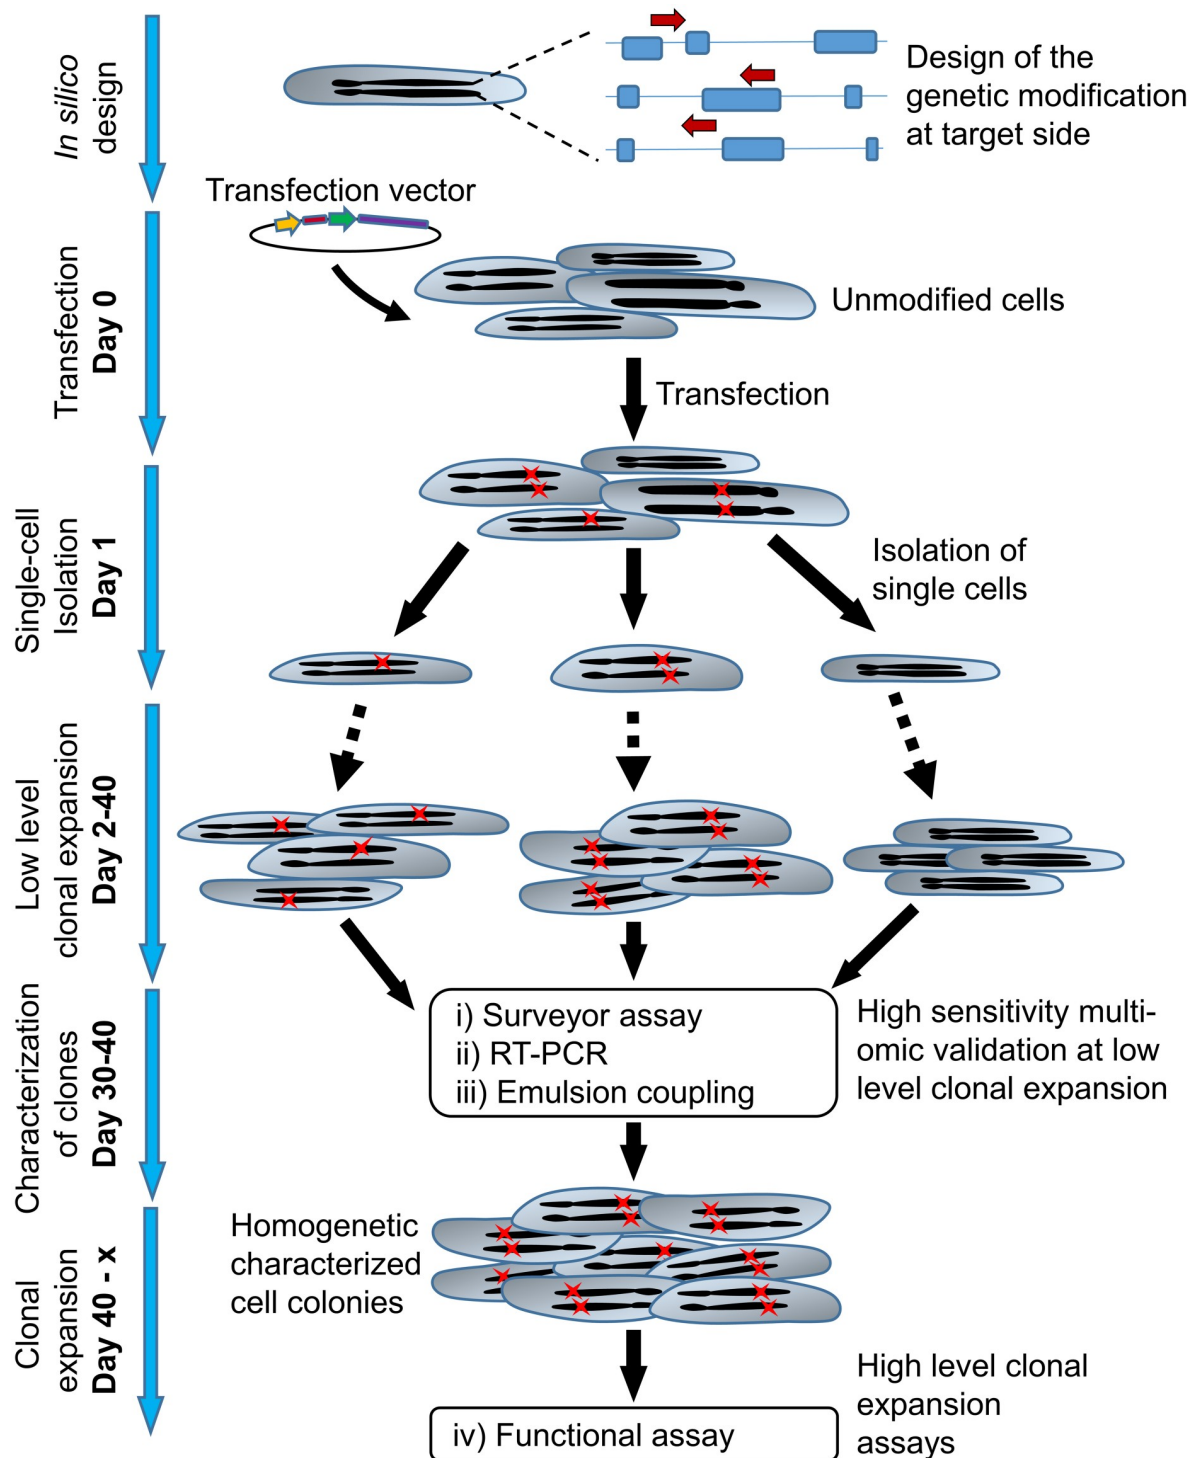 In silico
design
Design of the
genetic modification
at target side
Transfection vector
Transfection
Day 0
Unmodified cells
Transfection
Single-cell
Isolation
Day 1
Isolation of
single cells
Low level
clonal expansion
Day 2-40
Characterization
of clones
Day 30-40
i) Surveyor assay
ii) RT-PCR
iii) Emulsion coupling
High sensitivity multi-
omic validation at low
level clonal expansion
Clonal
expansion
Day 40 - x
Homogenetic
characterized
cell colonies
High level clonal
expansion
assays
iv) Functional assay